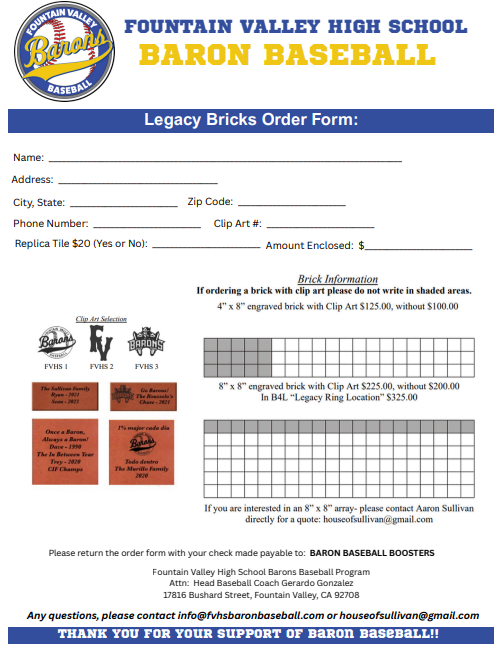 FOUNTAIN VALLEY HIGH SCHOOL
BARON BASEBALL
FOUNTAIN VALLEY
Barons
BASEBALL
Legacy Bricks Order Form:
Name:
Address:
City, State: Zip Code:
Phone Number: Clip Art #:
Replica Tile $20 (Yes or No): Amount Enclosed: $
Brick Information
If ordering a brick with clip art please do not write in shaded areas.
4” x 8” engraved brick with Clip Art $125.00, without $100.00
Clip Art Selection
Barons
FV
BARONS
FVHS 1 FVHS 2 FVHS 3
The Sullivan Family
Ryan - 2021
Sean - 2022
Go Barons!
Chase - 2021
Once a Baron,
Always a Baron!
Dave - 1990
The In Between Year
Troy - 2020
CIF Champs
1% major cada dia
Barons
Todo dentro
The Murillo Family
2020
8” x 8” engraved brick with Clip Art $225.00, without $200.00
In B4L “Legacy Ring Location” $325.00
If you are interested in an 8” x 8” array- please contact Aaron Sullivan
directly for a quote: houseofsullivan@gmail.com
Please return the order form with your check made payable to: BARON BASEBALL BOOSTERS
Fountain Valley High School Barons Baseball Program
Attn: Head Baseball Coach Gerardo Gonzalez
17816 Bushard Street, Fountain Valley, CA 92708
Any questions, please contact info@fvhsbaronbaseball.com or houseofsullivan@gmail.com
THANK YOU FOR YOUR SUPPORT OF BARON BASEBALL!!